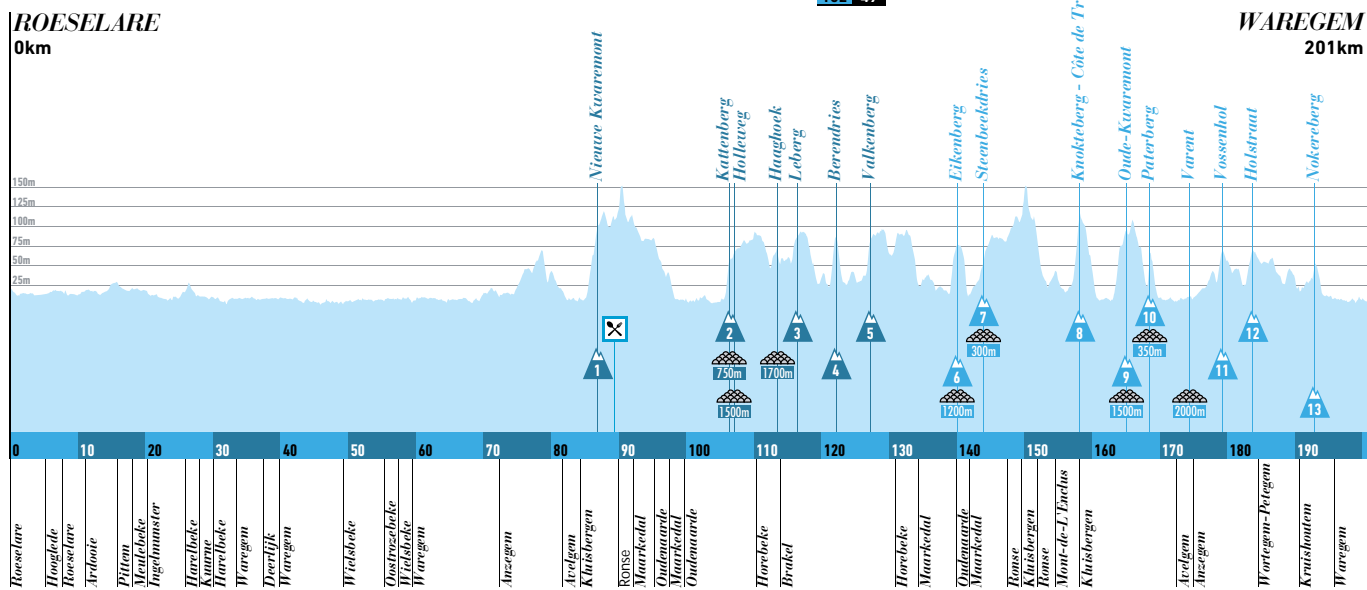 ROESELARE
0km
WAREGEM
201km
Nieuwe Kwaremont
Kattenberg
Holleweg
Haaghoek
Leberg
Berendries
Valkenberg
Eikenberg
Steenbeekdries
Knokteberg - Côte de
Oude-Kwaremont
Paterberg
Varent
Vossenhol
Holstraat
Nokereberg
150m
125m
100m
75m
50m
25m
1
2
3
4
5
6
7
8
9
10
11
12
13
750m
1500m
1700m
1200m
300m
1500m
350m
2000m
0 10 20 30 40 50 60 70 80 90 100 110 120 130 140 150 160 170 180 190
Roeselare
Hooglede
Roeselare
Ardooie
Pittem
Meulebeke
Ingelmunster
Harelbeke
Kuurne
Harelbeke
Waregem
Deerlijk
Waregem
Wielsbeke
Oostrozebeke
Wielsbeke
Waregem
Anzegem
Avelgem
Kluisbergen
Ronse
Maarkedal
Oudenaarde
Maarkedal
Oudenaarde
Horebeke
Brakel
Horebeke
Maarkedal
Oudenaarde
Maarkedal
Ronse
Kluisbergen
Ronse
Mont-de-L'Enclus
Kluisbergen
Avelgem
Anzegem
Wortegem-Petegem
Kruishoutem
Waregem